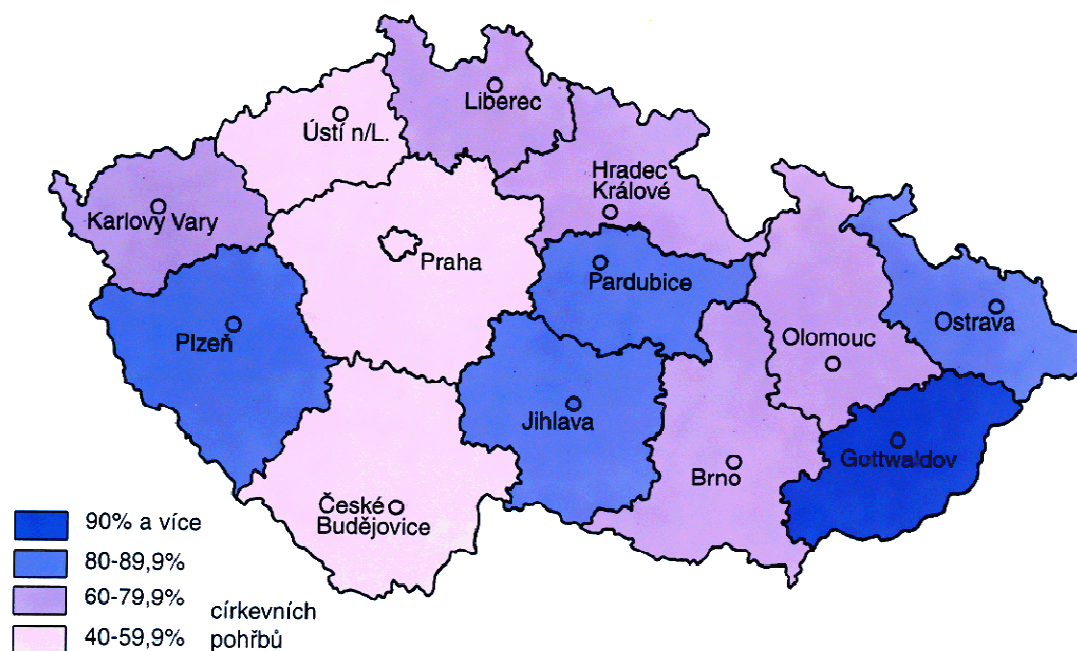 Liberec
Ústí n/L.
Hradec
Králové
Karlovy Vary
Praha
Pardubice
Plzeň
Ostrava
Olomouc
Jihlava
Gottwaldov
Brno
České
Budějovice
90% a více
80-89,9%
60-79,9%
40-59,9%
církevních
pohřbů